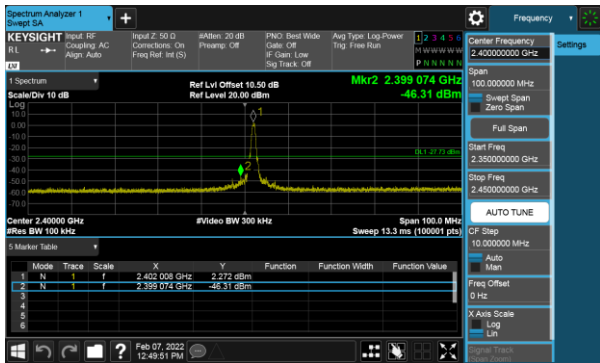 Spectrum Analyzer 1
Swept SA
+
Frequency
KEYSIGHT
RL
Input: RF
Coupling: AC
Align: Auto
Input Z: 50 Ω
Corrections: On
Freq Ref: Int (S)
#Atten: 20 dB
Preamp: Off
PNO: Best Wide
Gate: Off
IF Gain: Low
Sig Track: Off
Avg Type: Log-Power
Trig: Free Run
1 2 3 4 5 6
M W W W W W
P N N N N N
Center Frequency
2.400000000 GHz
Settings
Span
100.000000 MHz
Swept Span
Zero Span
Full Span
Start Freq
2.350000000 GHz
Stop Freq
2.450000000 GHz
AUTO TUNE
CF Step
10.000000 MHz
Auto
Man
Freq Offset
0 Hz
X Axis Scale
Log
Lin
Signal Track
(Span Zoom)
1 Spectrum
Scale/Div 10 dB
Ref Lvl Offset 10.50 dB
Ref Level 20.00 dBm
Mkr2 2.399 074 GHz
-46.31 dBm
Log
10.0
0.00
-10.0
-20.0
-30.0
-40.0
-50.0
-60.0
-70.0
1
2
DL1 -27.73 dBm
Center 2.40000 GHz
#Res BW 100 kHz
#Video BW 300 kHz
Span 100.0 MHz
Sweep 13.3 ms (100001 pts)
5 Marker Table
Mode Trace Scale X Y Function Function Width Function Value
1 N 1 f 2.402 008 GHz 2.272 dBm
2 N 1 f 2.399 074 GHz -46.31 dBm
3
4
5
6
?
Feb 07, 2022
12:49:51 PM